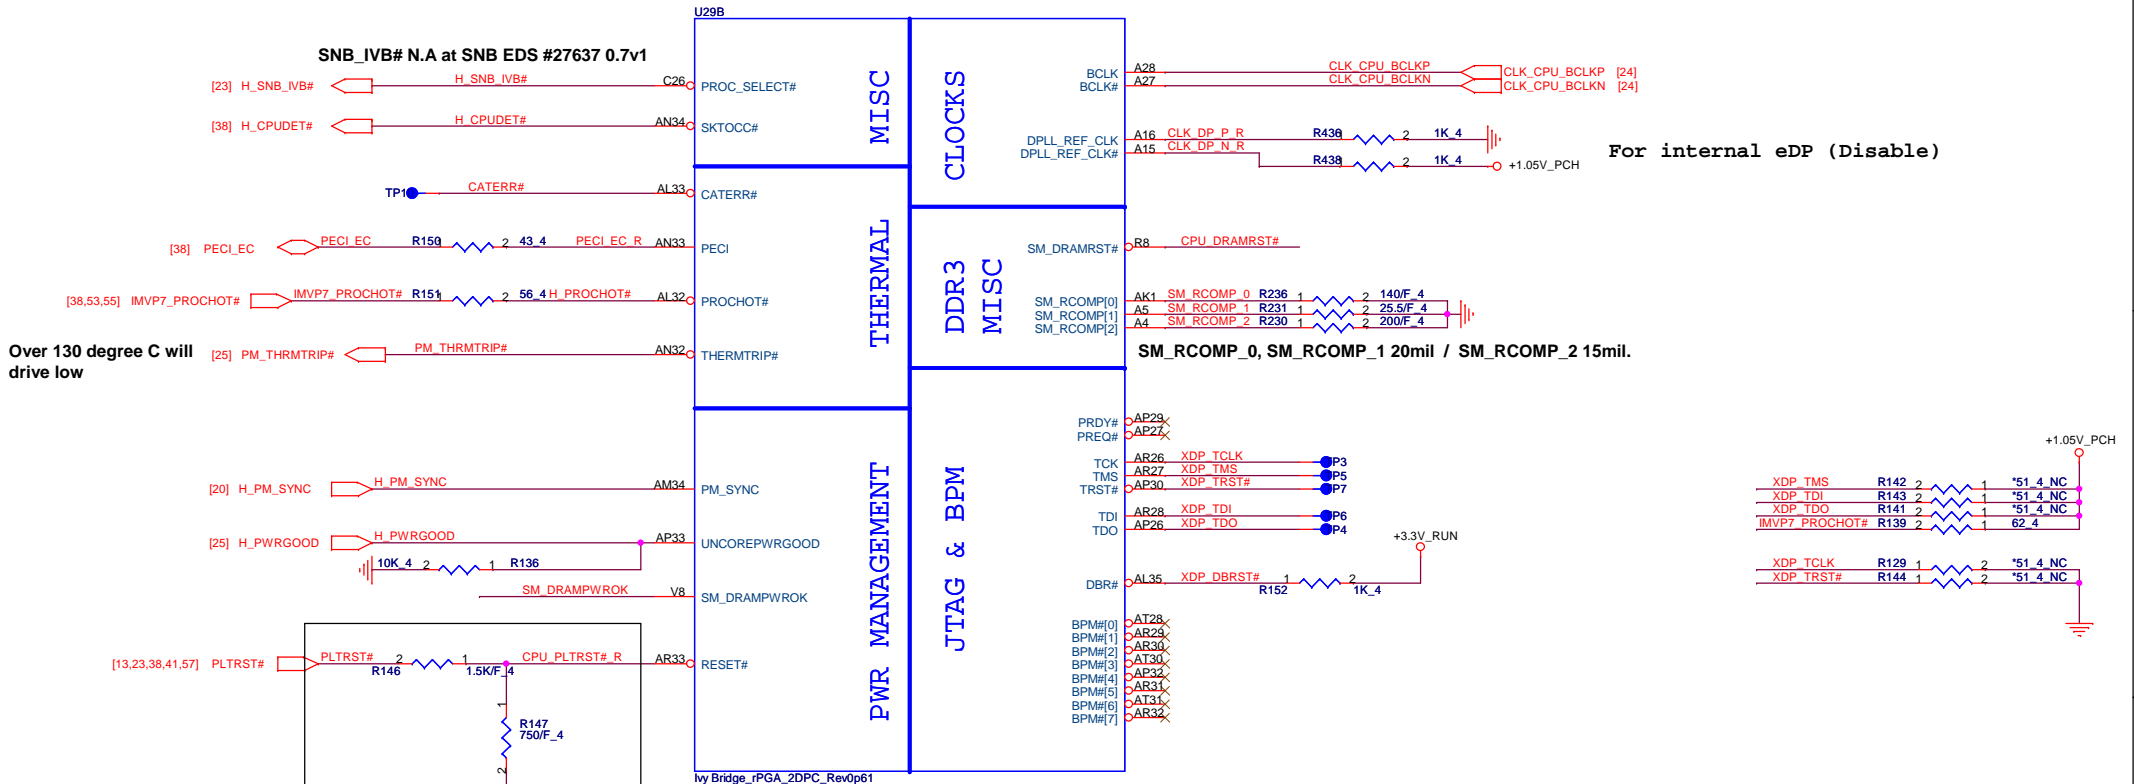 U29B
SNB_IVB# N.A at SNB EDS #27637 0.7v1
[23] H_SNB_IVB# H_SNB_IVB# C26 PROC_SELECT#
[38] H_CPUDET# H_CPUDET# AN34 SKTOCC#
MISC
TP1 CATERR# AL33 CATERR#
[38] PECI_EC PECI_EC R150 1 2 43_4 PECI_EC_R AN33 PECI
[38,53,55] IMVP7_PROCHOT# IMVP7_PROCHOT# R151 1 2 56_4 H_PROCHOT# AL32 PROCHOT#
Over 130 degree C will
drive low
[25] PM_THRMTRIP# PM_THRMTRIP# AN32 THERMTRIP#
THERMAL
[20] H_PM_SYNC H_PM_SYNC AM34 PM_SYNC
[25] H_PWRGOOD H_PWRGOOD AP33 UNCOREPWRGOOD
10K_4 2 1 R136
SM_DRAMPWROK V8 SM_DRAMPWROK
[13,23,38,41,57] PLTRST# PLTRST# 2 1 CPU_PLTRST#_R AR33 RESET#
R146 1.5K/F_4
1
R147
750/F_4
2
PWR MANAGEMENT
CLOCKS
BCLK A28 CLK_CPU_BCLKP CLK_CPU_BCLKP [24]
BCLK# A27 CLK_CPU_BCLKN CLK_CPU_BCLKN [24]
DPLL_REF_CLK A16 CLK_DP_P_R R436 2 1K_4
DPLL_REF_CLK# A15 CLK_DP_N_R R438 2 1K_4 +1.05V_PCH
For internal eDP (Disable)
DDR3
MISC
SM_DRAMRST# R8 CPU_DRAMRST#
SM_RCOMP[0] AK1 SM_RCOMP_0 R236 1 2 140/F_4
SM_RCOMP[1] A5 SM_RCOMP_1 R231 1 2 25.5/F_4
SM_RCOMP[2] A4 SM_RCOMP_2 R230 1 2 200/F_4
SM_RCOMP_0, SM_RCOMP_1 20mil / SM_RCOMP_2 15mil.
JTAG & BPM
PRDY# AP29
PREQ# AP27
TCK AR26 XDP_TCLK TP3
TMS AR27 XDP_TMS TP5
TRST# AP30 XDP_TRST# TP7
TDI AR28 XDP_TDI TP6
TDO AP26 XDP_TDO TP4
+3.3V_RUN
DBR# AL35 XDP_DBRST# 1 2
R152 1K_4
BPM#[0] AT28
BPM#[1] AR29
BPM#[2] AR30
BPM#[3] AT30
BPM#[4] AP32
BPM#[5] AR31
BPM#[6] AT31
BPM#[7] AR32
+1.05V_PCH
XDP_TMS R142 2 1 *51_4_NC
XDP_TDI R143 2 1 *51_4_NC
XDP_TDO R141 2 1 *51_4_NC
IMVP7_PROCHOT# R139 2 1 62_4
XDP_TCLK R129 1 2 *51_4_NC
XDP_TRST# R144 1 2 *51_4_NC
Ivy Bridge_rPGA_2DPC_Rev0p61